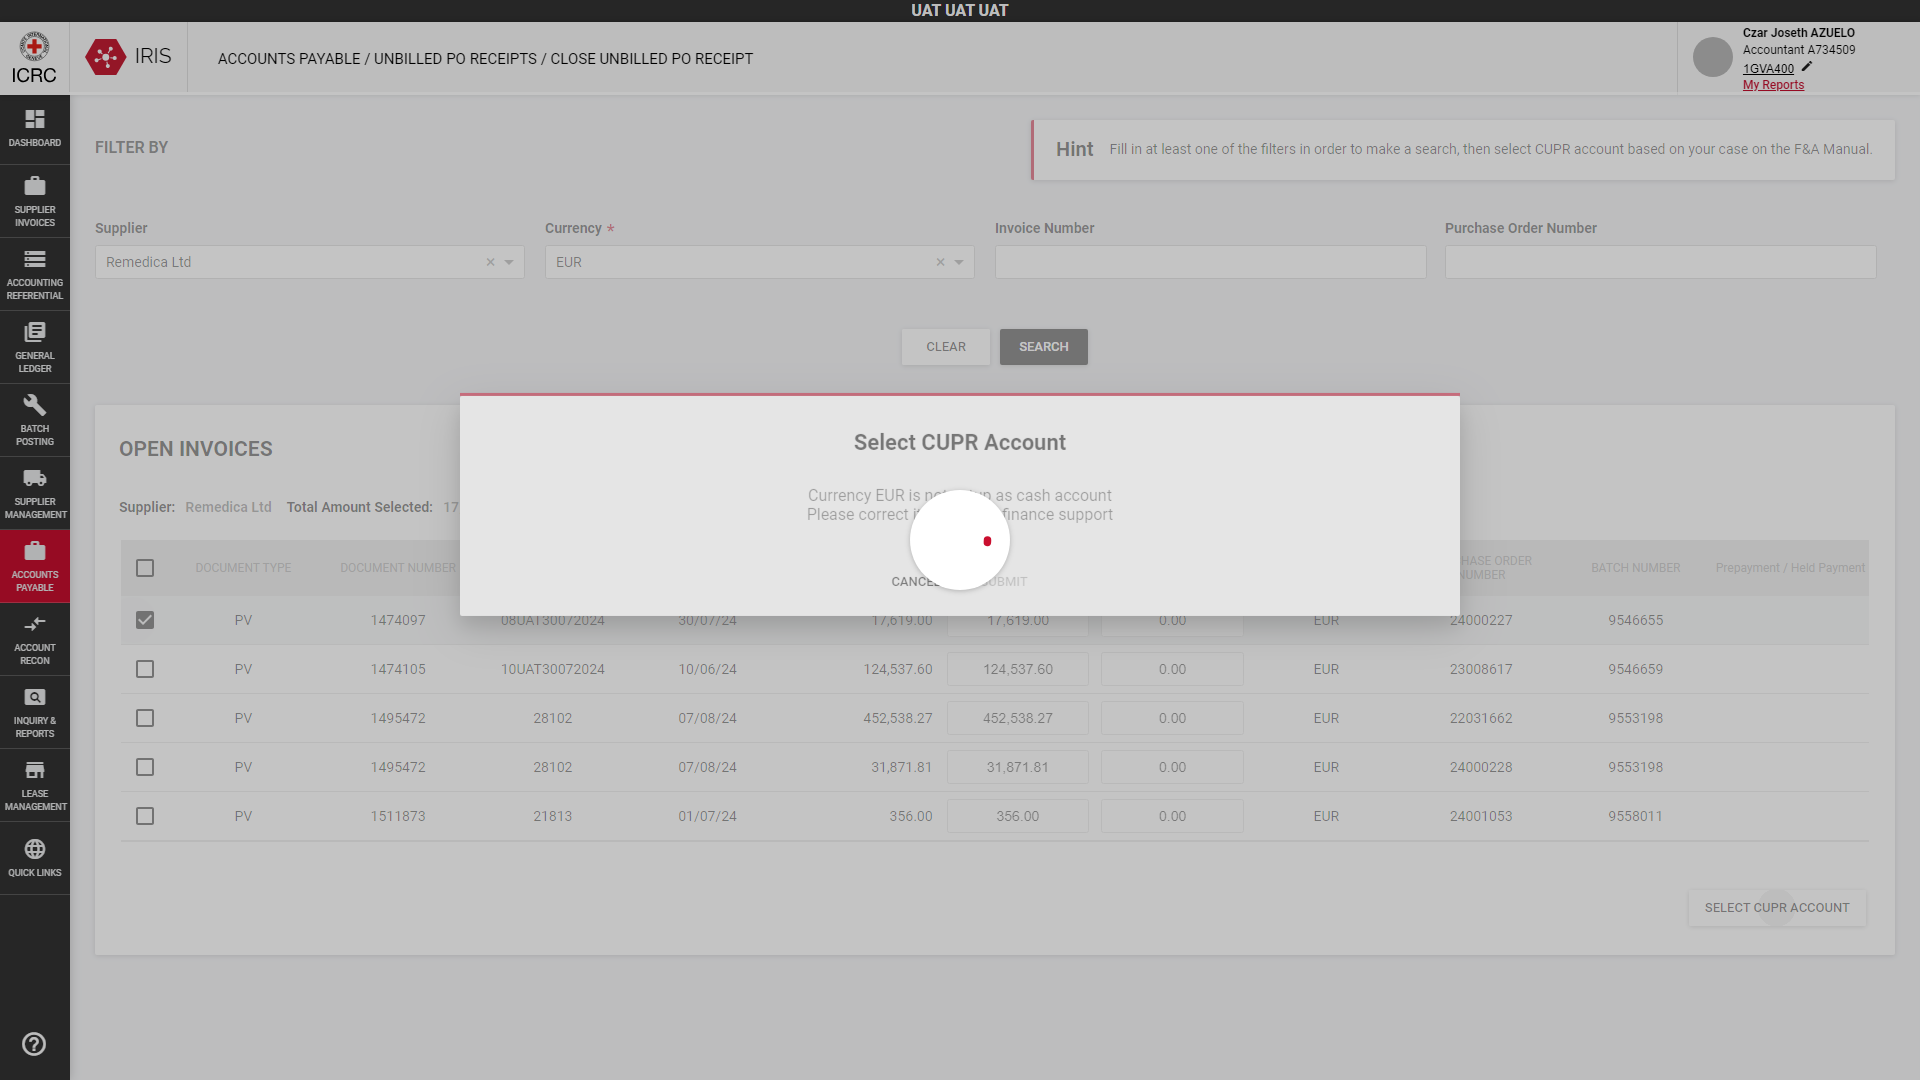 UAT UAT UAT
ICRC
IRIS
ACCOUNTS PAYABLE / UNBILLED PO RECEIPTS / CLOSE UNBILLED PO RECEIPT
Czar Joseth AZUELO
Accountant A734509
1GVA400
My Reports
DASHBOARD
SUPPLIER INVOICES
ACCOUNTING REFERENTIAL
GENERAL LEDGER
BATCH POSTING
SUPPLIER MANAGEMENT
ACCOUNTS PAYABLE
ACCOUNT RECON
INQUIRY & REPORTS
LEASE MANAGEMENT
QUICK LINKS
FILTER BY
Hint Fill in at least one of the filters in order to make a search, then select CUPR account based on your case on the F&A Manual.
Supplier Currency * Invoice Number Purchase Order Number
Remedica Ltd EUR
CLEAR SEARCH
OPEN INVOICES
Supplier: Remedica Ltd Total Amount Selected: 17
Select CUPR Account
Currency EUR is as cash account
Please correct finance support
DOCUMENT TYPE DOCUMENT NUMBER ORDER NUMBER BATCH NUMBER Prepayment / Held Payment
PV 1474097 08UAT30072024 30/07/24 17,619.00 17,619.00 0.00 EUR 24000227 9546655
PV 1474105 10UAT30072024 10/06/24 124,537.60 124,537.60 0.00 EUR 23008617 9546659
PV 1495472 28102 07/08/24 452,538.27 452,538.27 0.00 EUR 22031662 9553198
PV 1495472 28102 07/08/24 31,871.81 31,871.81 0.00 EUR 24000228 9553198
PV 1511873 21813 01/07/24 356.00 356.00 0.00 EUR 24001053 9558011
SELECT CUPR ACCOUNT